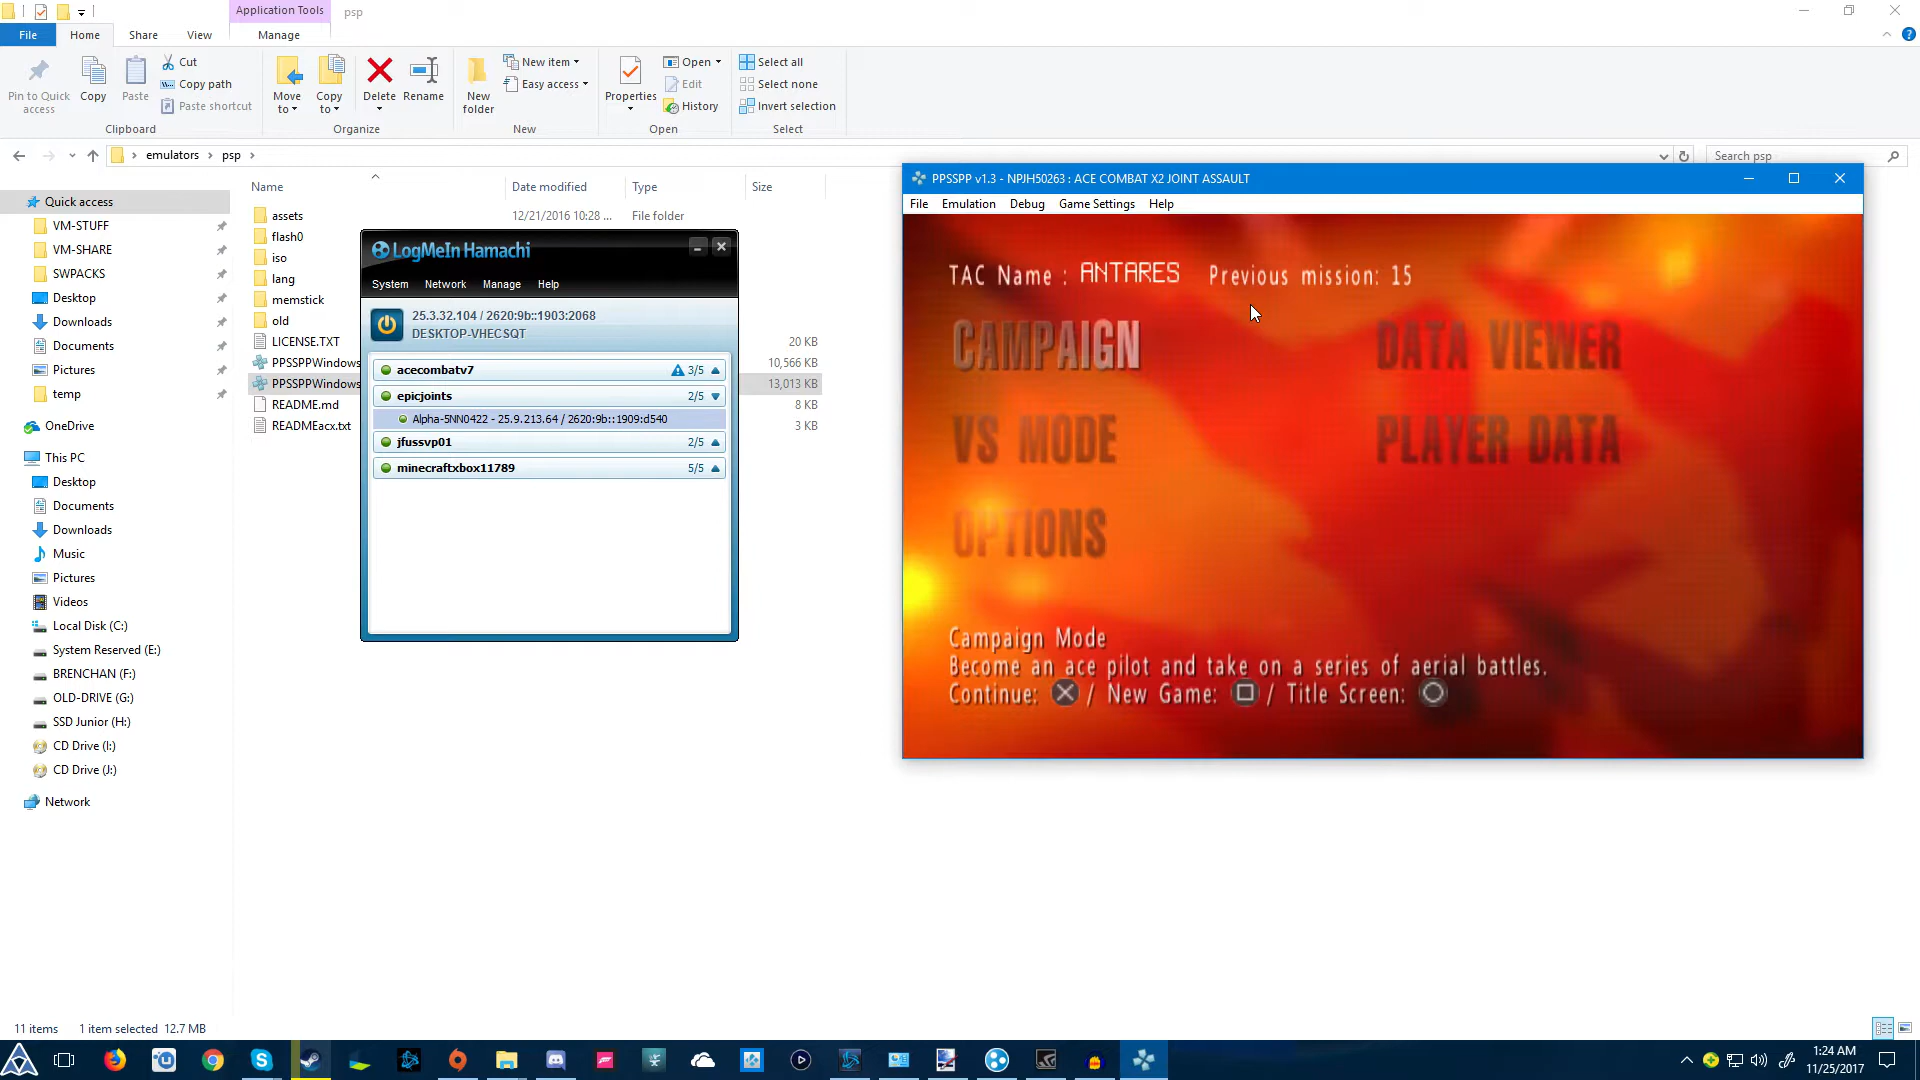 Application Tools
psp
File
Home
Share
View
Manage
Pin to Quick access
Copy
Paste
Cut
Copy path
Paste shortcut
Clipboard
Move to
Copy to
Delete
Rename
Organize
New folder
New item
Easy access
New
Properties
Open
Edit
History
Open
Select all
Select none
Invert selection
Select
emulators
psp
Search psp
Name
Date modified
Type
Size
Quick access
VM-STUFF
VM-SHARE
SWPACKS
Desktop
Downloads
Documents
Pictures
temp
OneDrive
This PC
Desktop
Documents
Downloads
Music
Pictures
Videos
Local Disk (C:)
System Reserved (E:)
BRENCHAN (F:)
OLD-DRIVE (G:)
SSD Junior (H:)
CD Drive (I:)
CD Drive (J:)
Network
assets 12/21/2016 10:28 ... File folder
flash0
iso
lang
memstick
old
LICENSE.TXT 20 KB
PPSSPPWindows 10,566 KB
PPSSPPWindows 13,013 KB
README.md 8 KB
READMEacx.txt 3 KB
LogMeIn Hamachi
System Network Manage Help
25.3.32.104 / 2620:9b::1903:2068
DESKTOP-VHECSQT
acecombatv7 3/5
epicjoints 2/5
Alpha-5NN0422 - 25.9.213.64 / 2620:9b::1909:d540
jfussvp01 2/5
minecraftxbox11789 5/5
PPSSPP v1.3 - NPJH50263 : ACE COMBAT X2 JOINT ASSAULT
File Emulation Debug Game Settings Help
TAC Name : ANTARES Previous mission: 15
CAMPAIGN DATA VIEWER
VS MODE PLAYER DATA
OPTIONS
Campaign Mode
Become an ace pilot and take on a series of aerial battles.
Continue: / New Game: / Title Screen:
11 items 1 item selected 12.7 MB
1:24 AM
11/25/2017